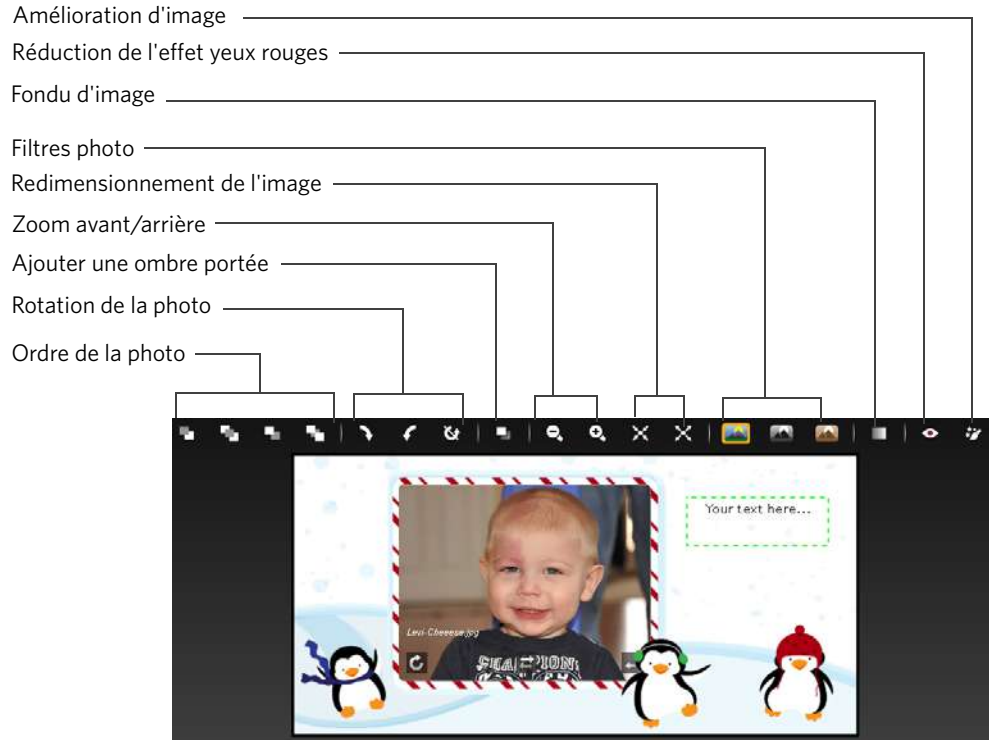 Amélioration d'image
Réduction de l'effet yeux rouges
Fondu d'image
Filtres photo
Redimensionnement de l'image
Zoom avant/arrière
Ajouter une ombre portée
Rotation de la photo
Ordre de la photo
Your text here...
Levi-Cheeese.jpg